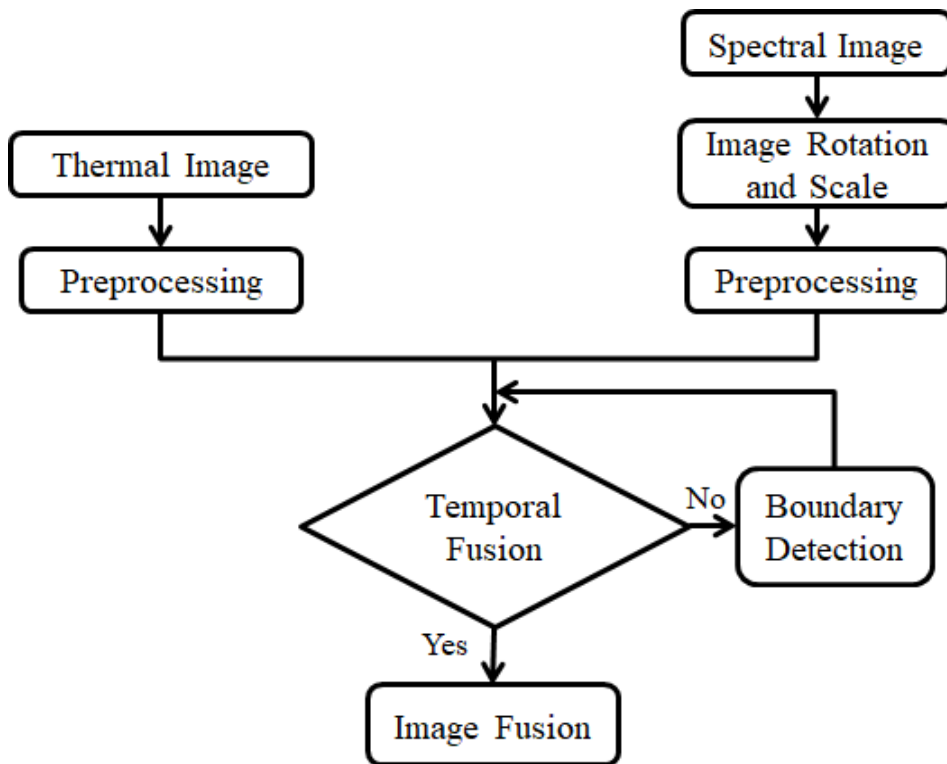 Spectral Image
Thermal Image
Image Rotation
and Scale
Preprocessing
Preprocessing
Temporal
Fusion
No
Boundary
Detection
Yes
Image Fusion